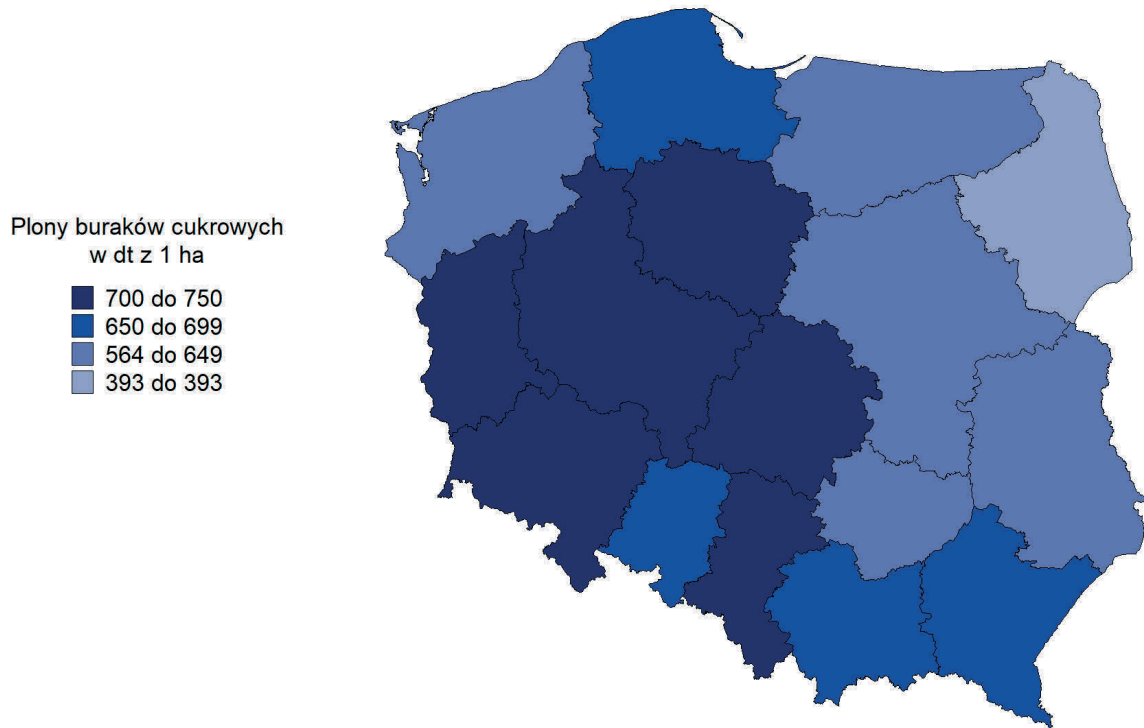 Plony buraków cukrowych
w dt z 1 ha
700 do 750
650 do 699
564 do 649
393 do 393